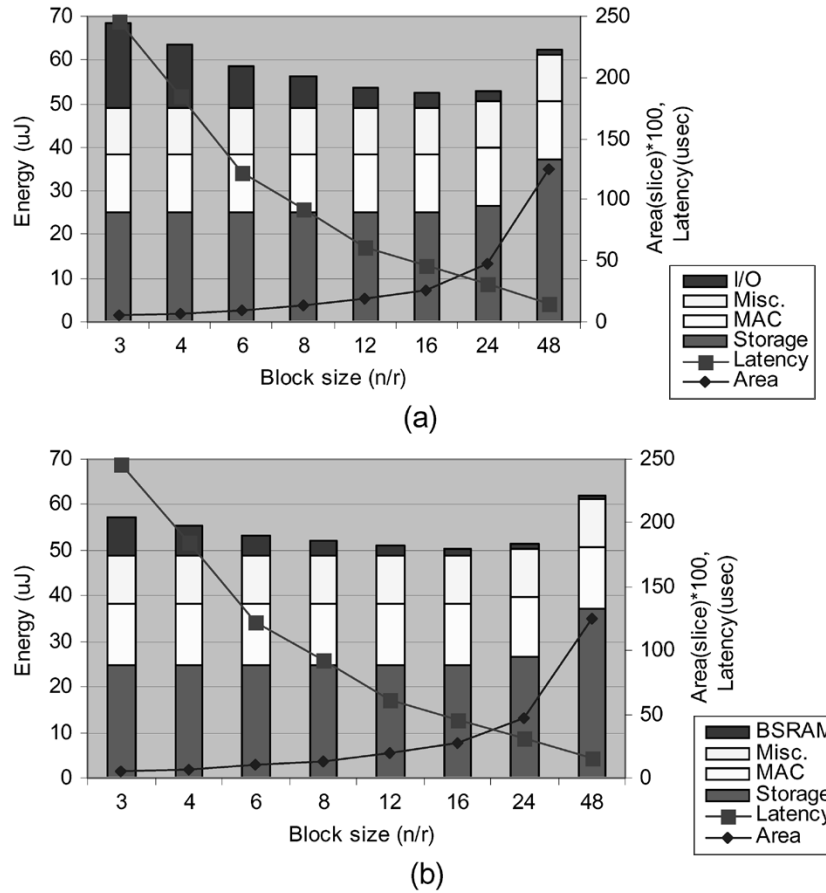 70
60
50
40
30
20
10
0
Energy (uJ)
250
200
150
100
50
0
Area(slice)*100,
Latency(usec)
3 4 6 8 12 16 24 48
Block size (n/r)
I/O
Misc.
MAC
Storage
Latency
Area
(a)
70
60
50
40
30
20
10
0
Energy (uJ)
250
200
150
100
50
0
Area(slice)*100,
Latency(usec)
3 4 6 8 12 16 24 48
Block size (n/r)
BSRAM
Misc.
MAC
Storage
Latency
Area
(b)